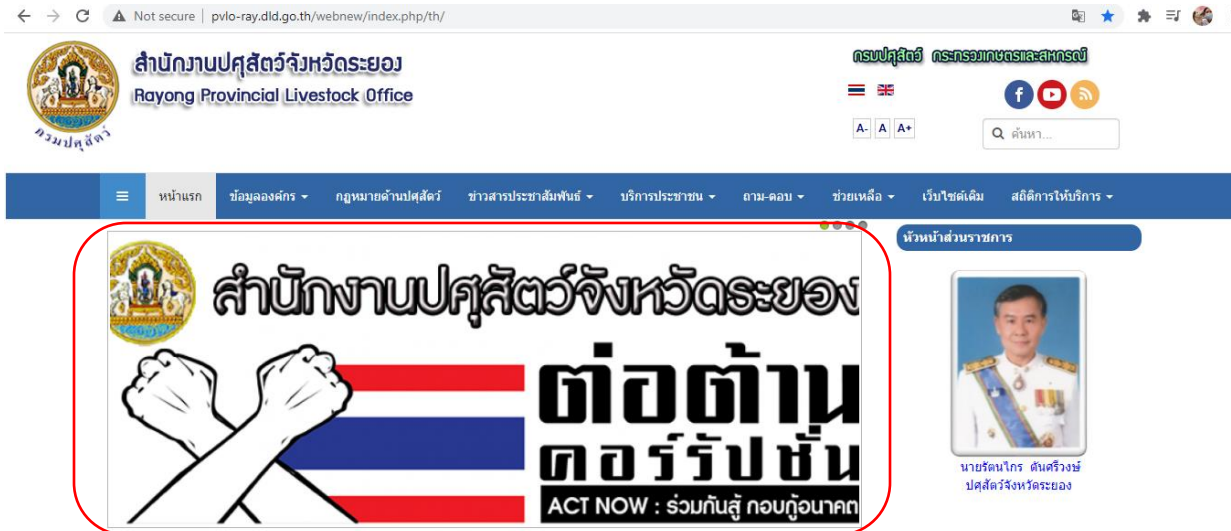 Not secure | pvlo-ray.dld.go.th/webnew/index.php/th/
สำนักงานปศุสัตว์จังหวัดระยอง
Rayong Provincial Livestock Office
กรมปศุสัตว์
กรมปศุสัตว์ กระทรวงเกษตรและสหกรณ์
A- A A+
ค้นหา...
หน้าแรก ข้อมูลองค์กร กฎหมายด้านปศุสัตว์ ข่าวสารประชาสัมพันธ์ บริการประชาชน ถาม-ตอบ ช่วยเหลือ เว็บไซต์เดิม สถิติการให้บริการ
สำนักงานปศุสัตว์จังหวัดระยอง
ต่อต้าน
คอร์รัปชั่น
ACT NOW : ร่วมกันสู้ กอบกู้อนาคต
หัวหน้าส่วนราชการ
นายรัตนไกร ตันศรีวงษ์
ปศุสัตว์จังหวัดระยอง